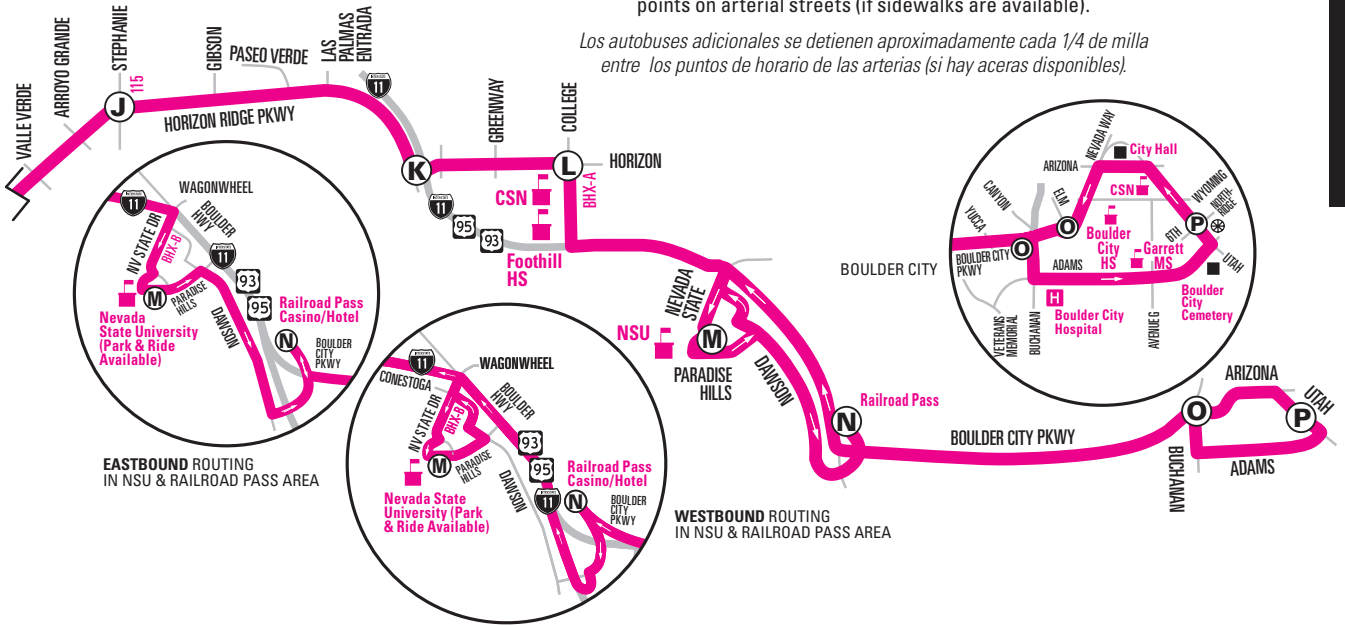 points on arterial streets (if sidewalks are available).
Los autobuses adicionales se detienen aproximadamente cada 1/4 de milla
entre los puntos de horario de las arterias (si hay aceras disponibles).
VALLE VERDE
ARROYO GRANDE
STEPHANIE
115
J
GIBSON
PASEO VERDE
LAS
PALMAS
ENTRADA
HORIZON RIDGE PKWY
INTERSTATE
11
K
GREENWAY
COLLEGE
L
HORIZON
BHX-A
CSN
Foothill
HS
INTERSTATE
11
95
93
NEVADA
STATE
NSU
M
PARADISE
HILLS
DAWSON
N
Railroad Pass
BOULDER CITY PKWY
O
BUCHANAN
ARIZONA
UTAH
P
ADAMS
INTERSTATE
11
WAGONWHEEL
BOULDER
HWY
INTERSTATE
11
NV STATE DR
BHX-B
93
95
M
PARADISE
HILLS
DAWSON
Nevada
State University
(Park & Ride
Available)
Railroad Pass
Casino/Hotel
N
BOULDER
CITY
PKWY
EASTBOUND ROUTING
IN NSU & RAILROAD PASS AREA
INTERSTATE
11
WAGONWHEEL
CONESTOGA
BOULDER
HWY
NV STATE DR
BHX-B
93
95
INTERSTATE
11
M
PARADISE
HILLS
DAWSON
Nevada State
University (Park
& Ride Available)
Railroad Pass
Casino/Hotel
N
BOULDER
CITY
PKWY
WESTBOUND ROUTING
IN NSU & RAILROAD PASS AREA
BOULDER CITY
NEVADA WAY
City Hall
ARIZONA
CSN
WYOMING
NORTH-
RIDGE
CANYON
YUCCA
ELM
O
O
P
6TH
BOULDER CITY
PKWY
Boulder
City
HS
Garrett
MS
UTAH
ADAMS
H
Boulder City
Hospital
Boulder
City
Cemetery
VETERANS
MEMORIAL
BUCHANAN
AVENUE G